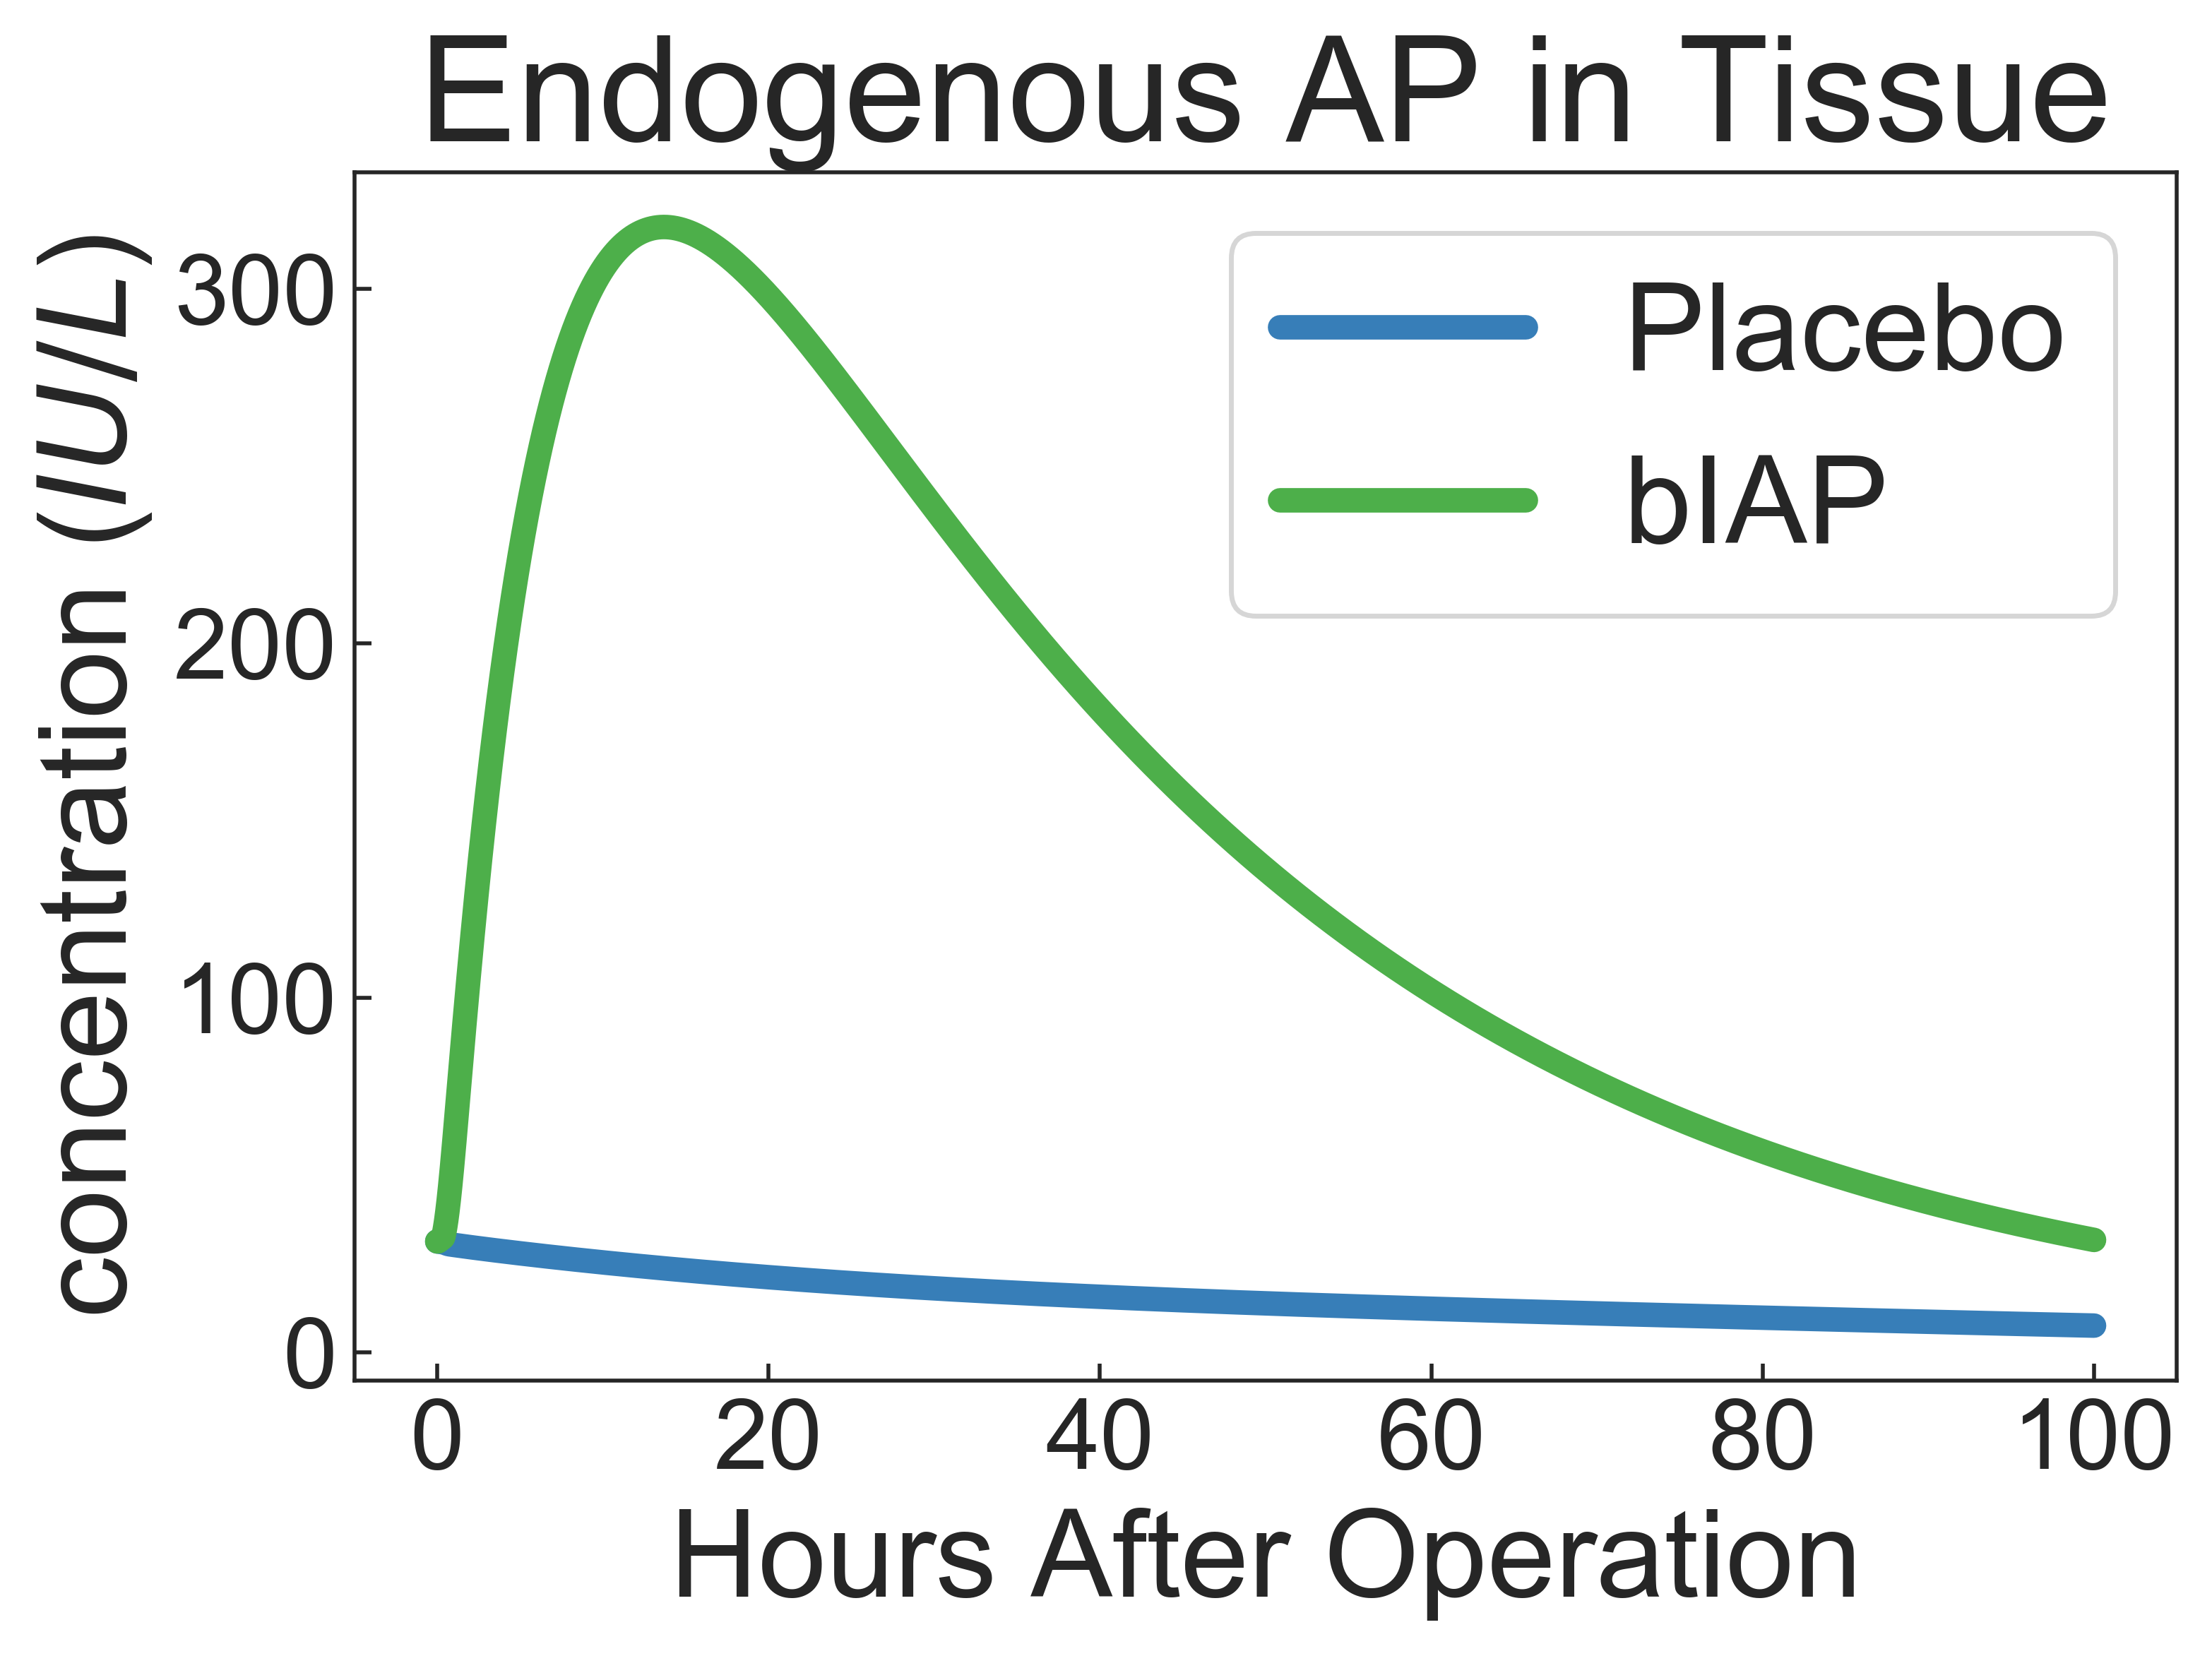 Endogenous AP in Tissue
concentration (IU/L)
300
200
100
0
Placebo
bIAP
0 20 40 60 80 100
Hours After Operation